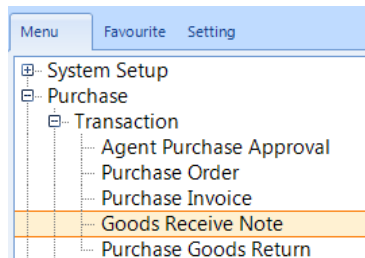 Menu Favourite Setting
System Setup
Purchase
Transaction
Agent Purchase Approval
Purchase Order
Purchase Invoice
Goods Receive Note
Purchase Goods Return